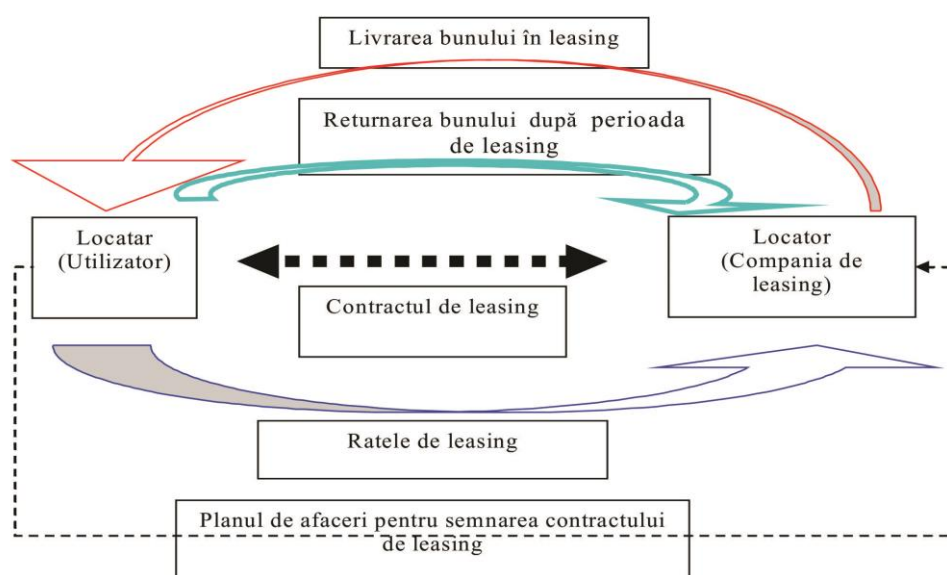 Livrarea bunului în leasing
Returnarea bunului după perioada
de leasing
Locatar
(Utilizator)
Locator
(Compania de
leasing)
Contractul de leasing
Ratele de leasing
Planul de afaceri pentru semnarea contractului
de leasing